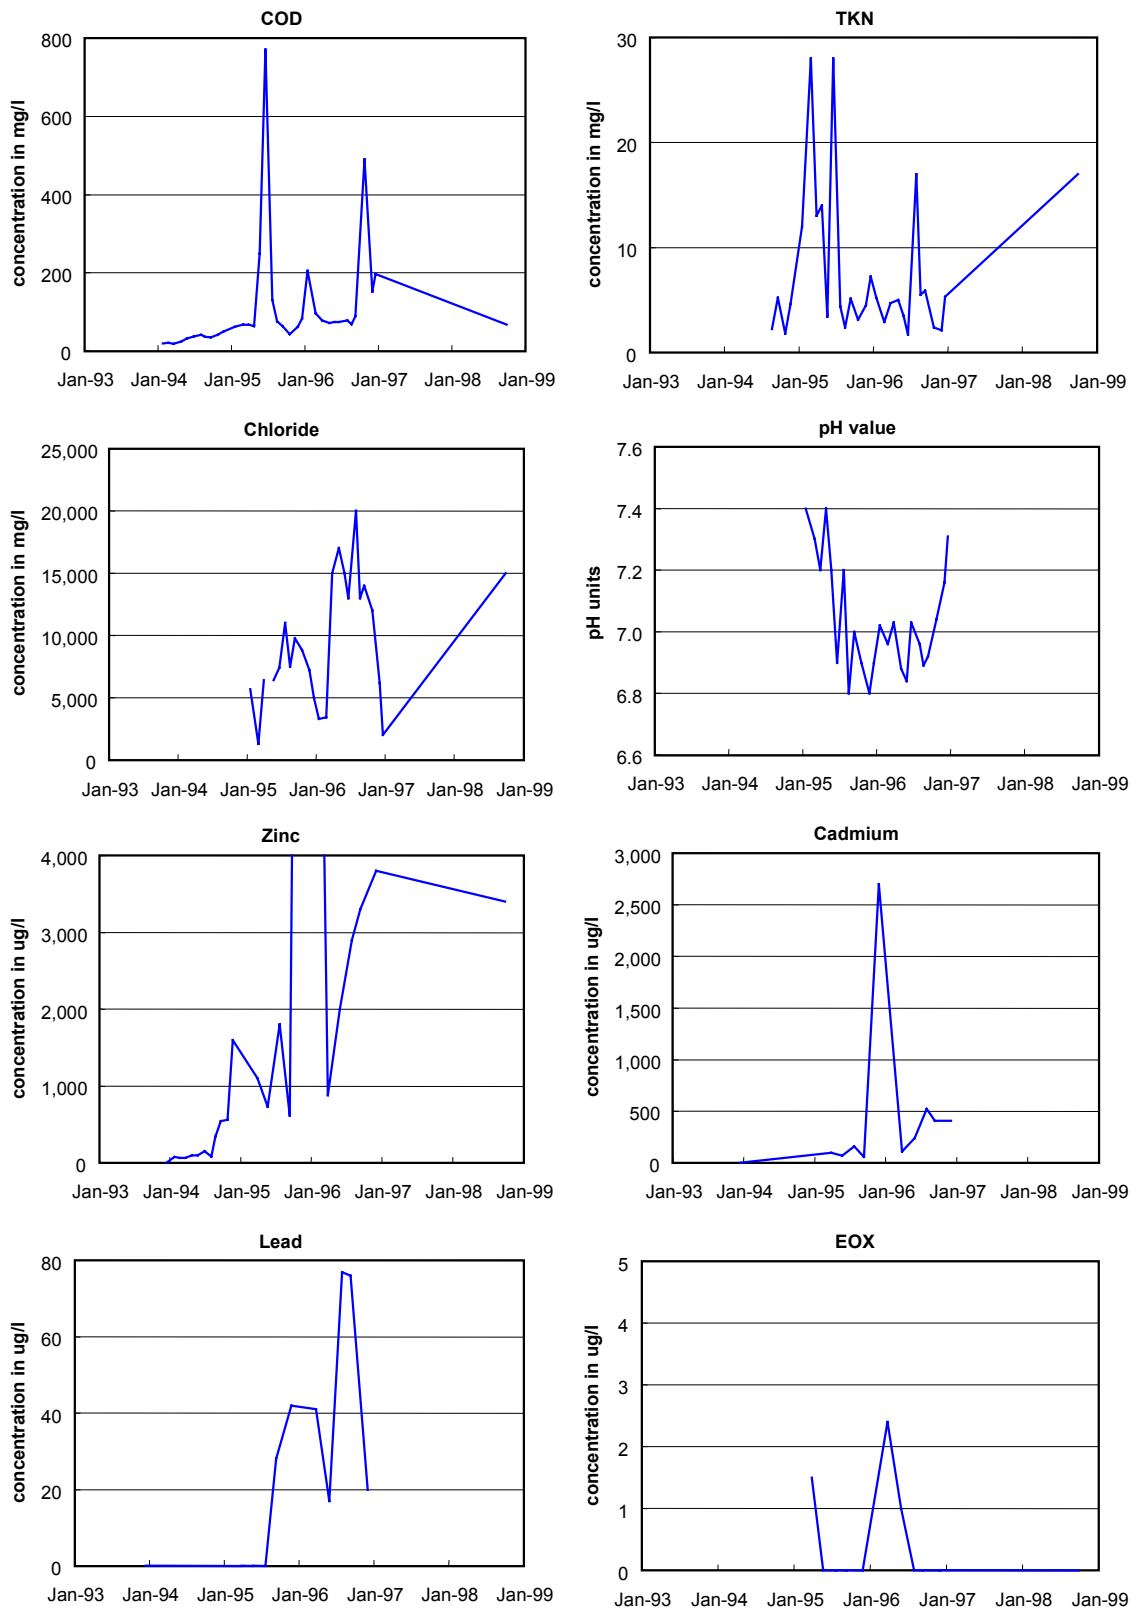 COD
concentration in mg/l
800
600
400
200
0
Jan-93 Jan-94 Jan-95 Jan-96 Jan-97 Jan-98 Jan-99
TKN
concentration in mg/l
30
20
10
0
Jan-93 Jan-94 Jan-95 Jan-96 Jan-97 Jan-98 Jan-99
Chloride
concentration in mg/l
25,000
20,000
15,000
10,000
5,000
0
Jan-93 Jan-94 Jan-95 Jan-96 Jan-97 Jan-98 Jan-99
pH value
pH units
7.6
7.4
7.2
7.0
6.8
6.6
Jan-93 Jan-94 Jan-95 Jan-96 Jan-97 Jan-98 Jan-99
Zinc
concentration in ug/l
4,000
3,000
2,000
1,000
0
Jan-93 Jan-94 Jan-95 Jan-96 Jan-97 Jan-98 Jan-99
Cadmium
concentration in ug/l
3,000
2,500
2,000
1,500
1,000
500
0
Jan-93 Jan-94 Jan-95 Jan-96 Jan-97 Jan-98 Jan-99
Lead
concentration in ug/l
80
60
40
20
0
Jan-93 Jan-94 Jan-95 Jan-96 Jan-97 Jan-98 Jan-99
EOX
concentration in ug/l
5
4
3
2
1
0
Jan-93 Jan-94 Jan-95 Jan-96 Jan-97 Jan-98 Jan-99